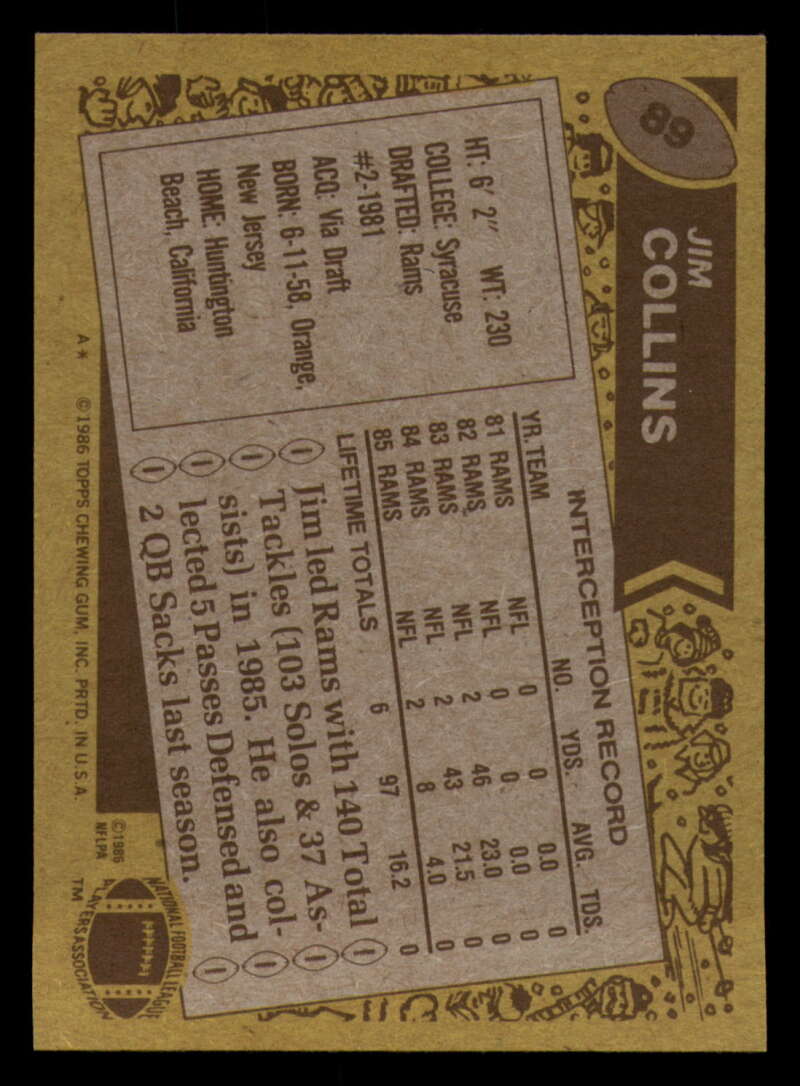 89
JIM
COLLINS
HT: 6' 2" WT: 230
COLLEGE: Syracuse
DRAFTED: Rams
#2-1981
ACQ: Via Draft
BORN: 6-11-58, Orange,
New Jersey
HOME: Huntington
Beach, California
INTERCEPTION RECORD
YR. TEAM NO. YDS. AVG. TDS.
81 RAMS NFL 0 0 0.0 0
82 RAMS NFL 0 0 0.0 0
83 RAMS NFL 2 46 23.0 0
84 RAMS NFL 2 43 21.5 0
85 RAMS NFL 2 8 4.0 0
LIFETIME TOTALS 6 97 16.2 0
Jim led Rams with 140 Total
Tackles (103 Solos & 37 As-
sists) in 1985. He also col-
lected 5 Passes Defensed and
2 QB Sacks last season.
A* ©1986 TOPPS CHEWING GUM, INC. PRTD. IN U.S.A.
©1986
NFLPA
NATIONAL FOOTBALL LEAGUE
PLAYERS ASSOCIATION
TM